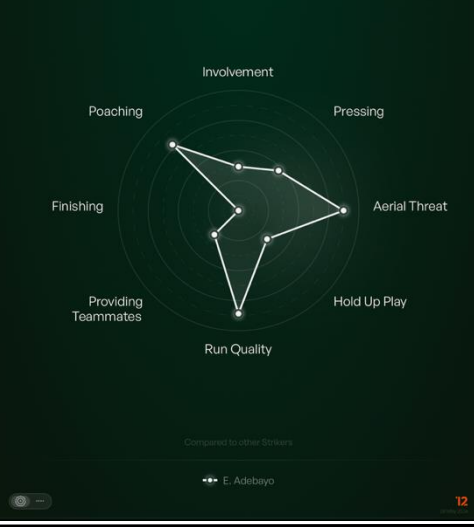 Involvement
Poaching
Pressing
Finishing
Aerial Threat
Providing
Teammates
Hold Up Play
Run Quality
Compared to other Strikers
E. Adebayo
'12